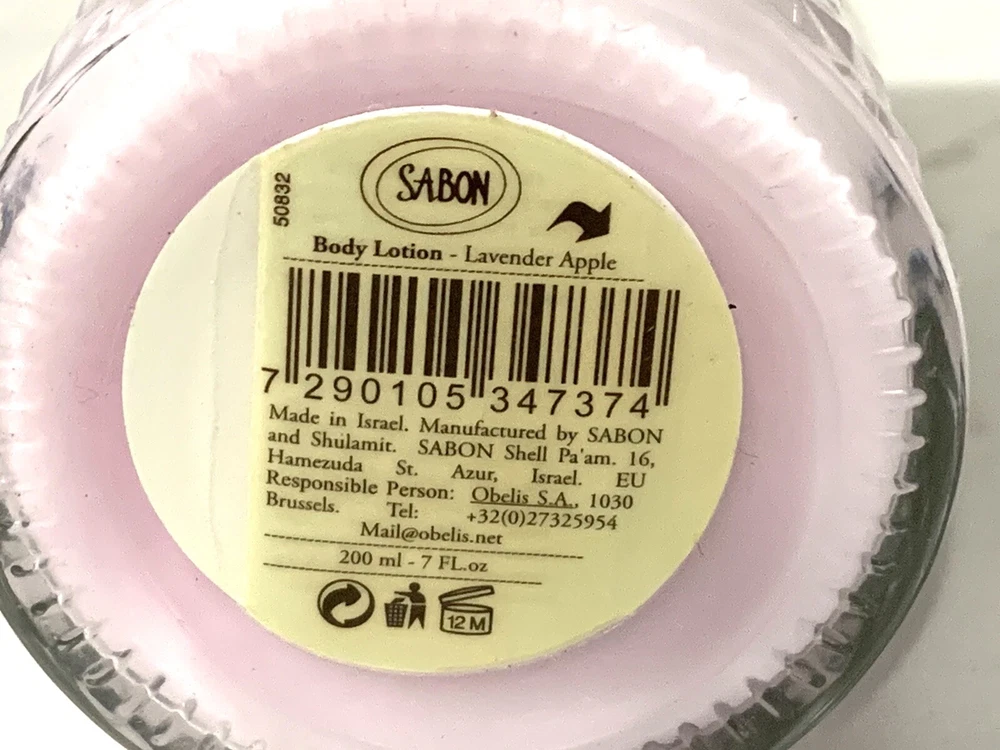 50832
SABON
Body Lotion - Lavender Apple
7 290105 347374
Made in Israel. Manufactured by SABON
and Shulamit. SABON Shell Pa'am. 16,
Hamezuda St. Azur, Israel. EU
Responsible Person: Obelis S.A., 1030
Brussels. Tel: +32(0)27325954
Mail@obelis.net
200 ml - 7 FL.oz
12 M